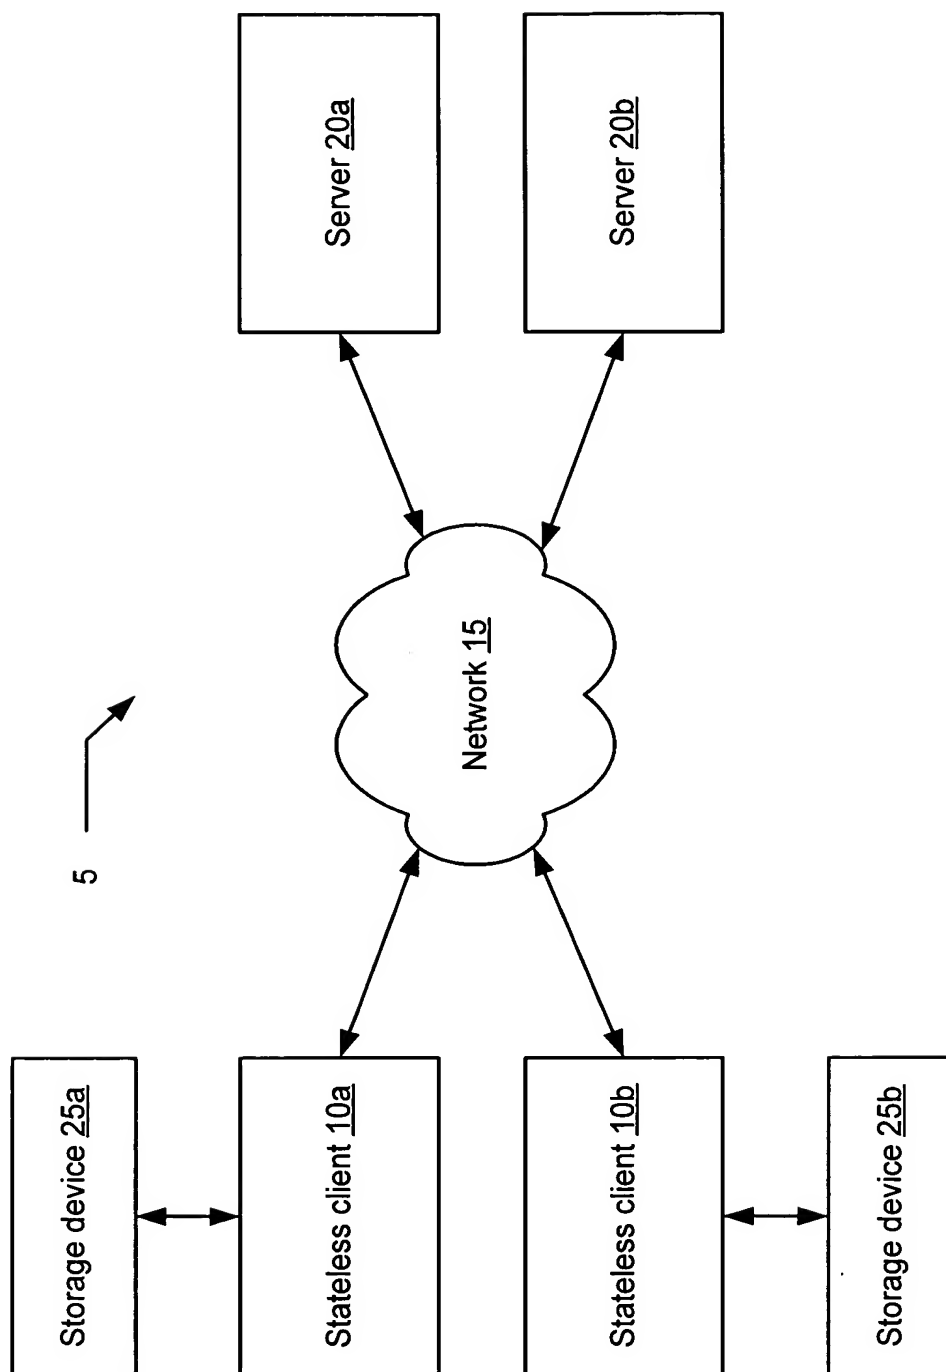 5
Storage device 25a
Stateless client 10a
Stateless client 10b
Storage device 25b
Network 15
Server 20a
Server 20b